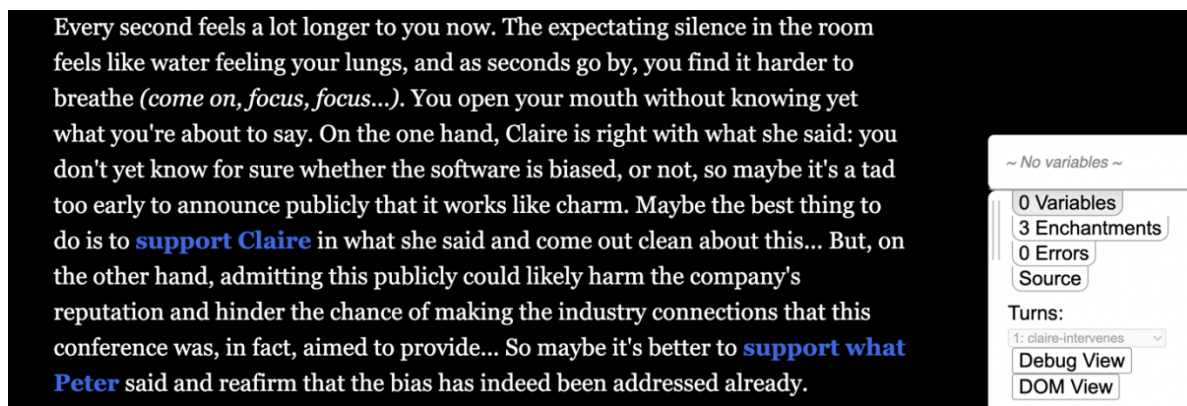 Every second feels a lot longer to you now. The expectating silence in the room
feels like water feeling your lungs, and as seconds go by, you find it harder to
breathe (come on, focus, focus...). You open your mouth without knowing yet
what you're about to say. On the one hand, Claire is right with what she said: you
don't yet know for sure whether the software is biased, or not, so maybe it's a tad
too early to announce publicly that it works like charm. Maybe the best thing to
do is to support Claire in what she said and come out clean about this... But, on
the other hand, admitting this publicly could likely harm the company's
reputation and hinder the chance of making the industry connections that this
conference was, in fact, aimed to provide... So maybe it's better to support what
Peter said and reafirm that the bias has indeed been addressed already.
~ No variables ~
0 Variables
3 Enchantments
0 Errors
Source
Turns:
1: claire-intervenes
Debug View
DOM View